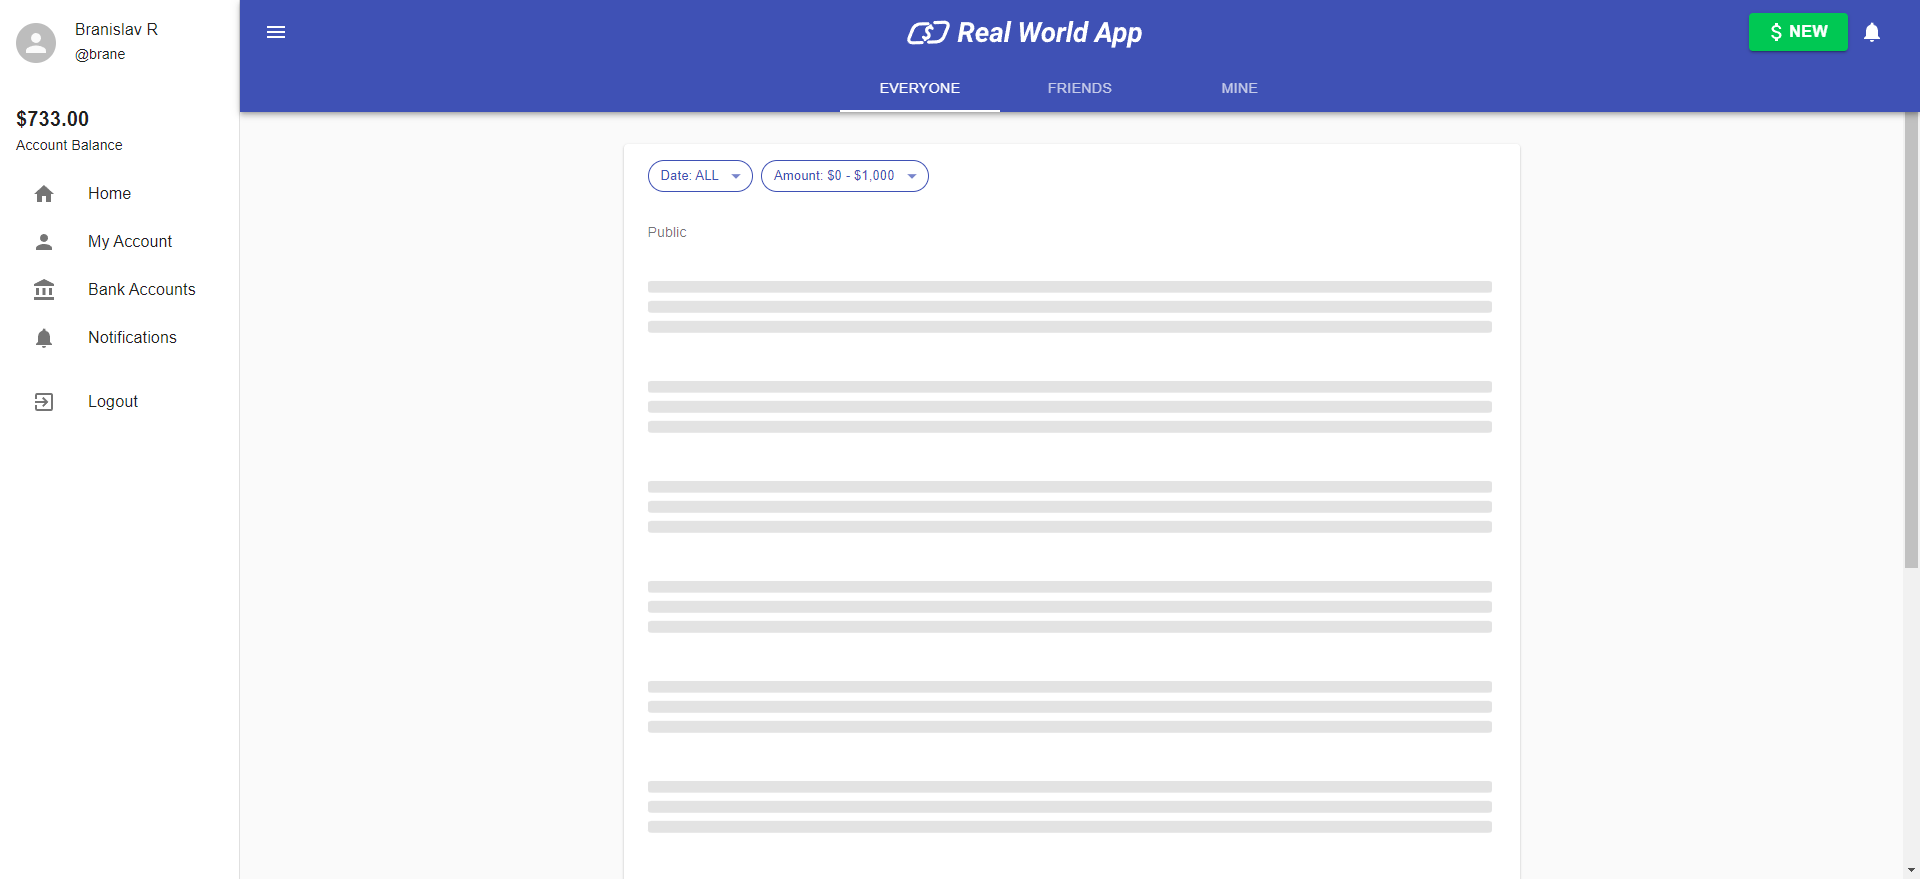 Branislav R
@brane
$733.00
Account Balance
Home
My Account
Bank Accounts
Notifications
Logout
Real World App
$ NEW
EVERYONE
FRIENDS
MINE
Date: ALL
Amount: $0 - $1,000
Public